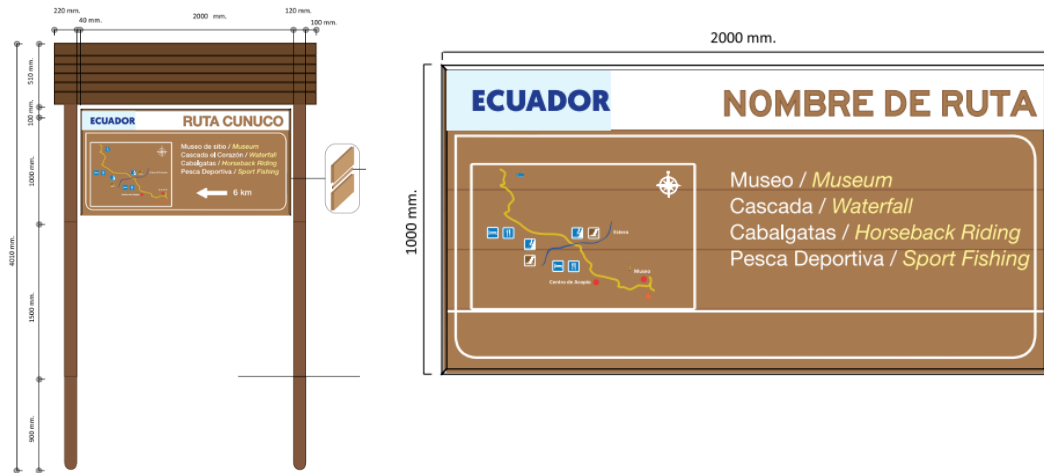 220 mm.
40 mm.
2000 mm.
120 mm.
100 mm.
510 mm.
100 mm.
1000 mm.
4010 mm.
1500 mm.
900 mm.
ECUADOR
RUTA CUNUCO
Museo de sitio / Museum
Cascada el Corazón / Waterfall
Cabalgatas / Horseback Riding
Pesca Deportiva / Sport Fishing
6 km
2000 mm.
1000 mm.
ECUADOR
NOMBRE DE RUTA
Museo / Museum
Cascada / Waterfall
Cabalgatas / Horseback Riding
Pesca Deportiva / Sport Fishing
Museo
Centro de Acopio